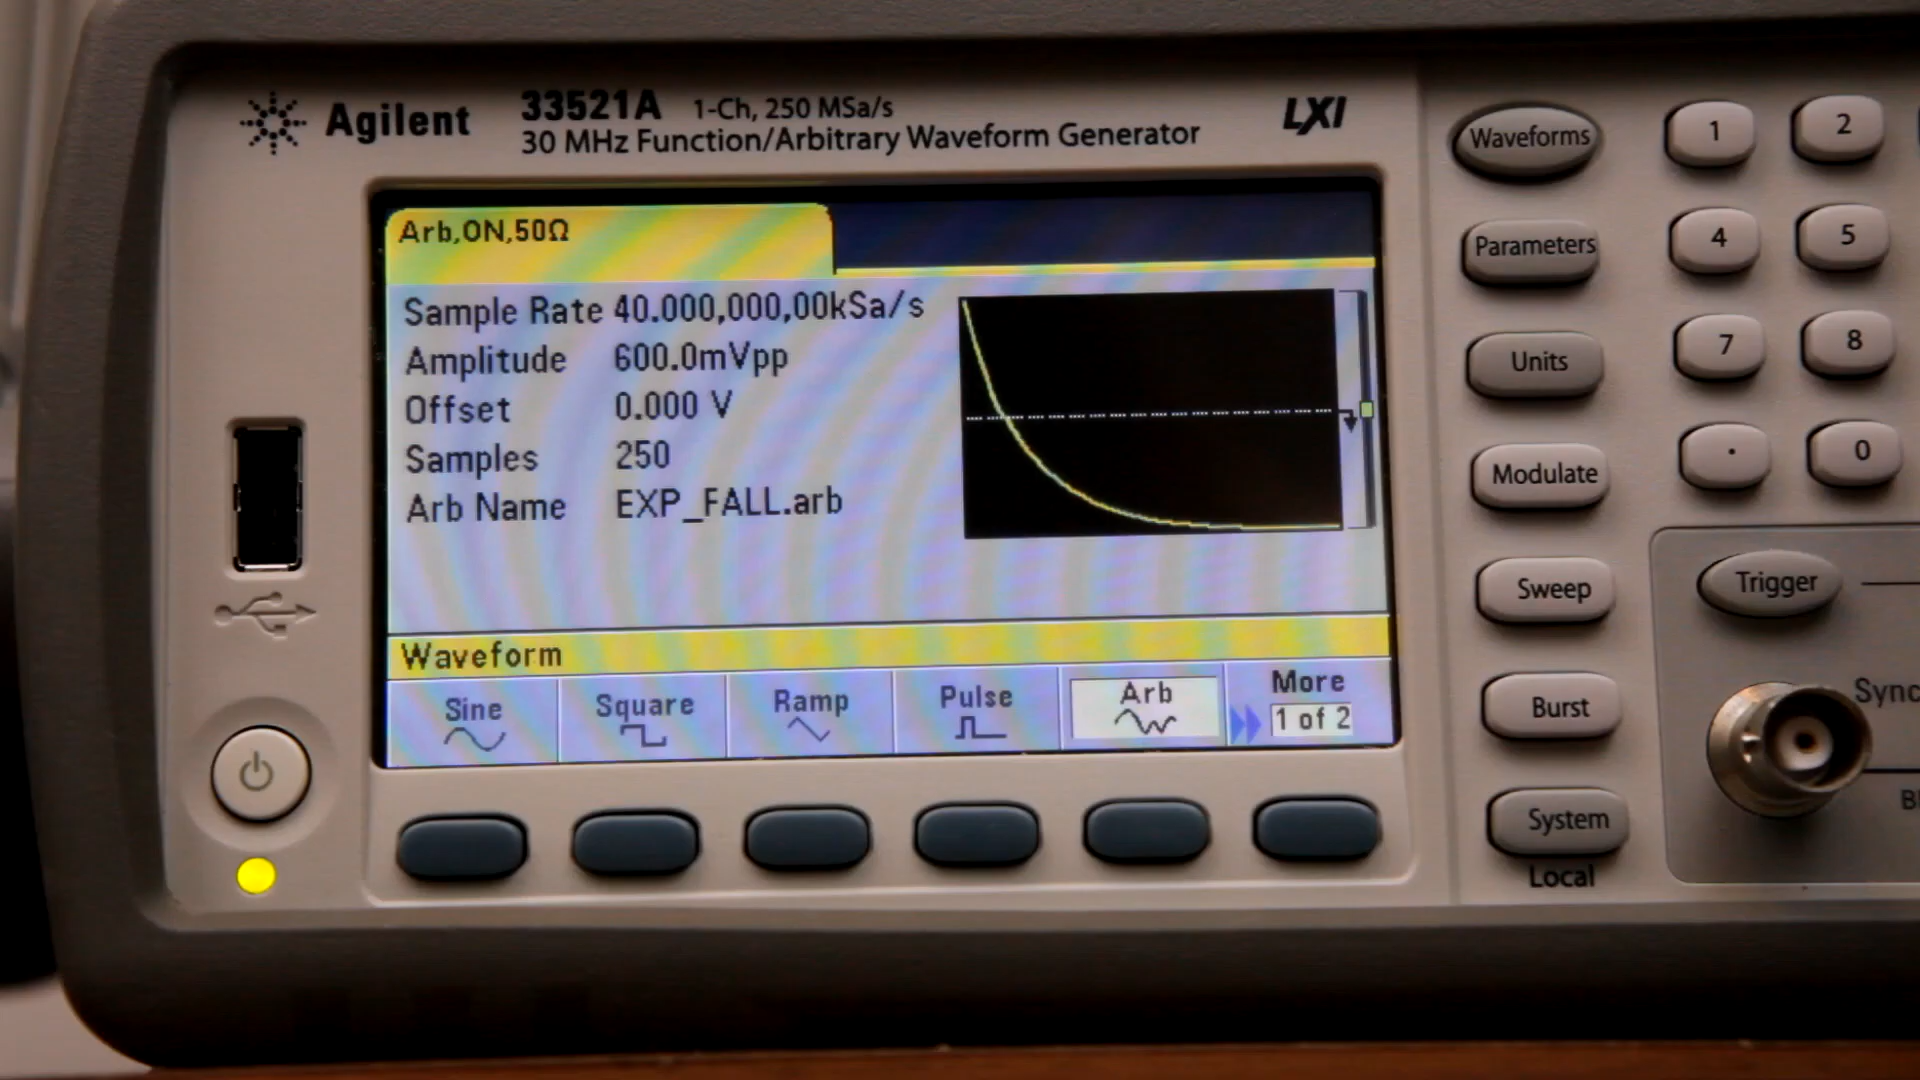 Agilent
33521A 1-Ch, 250 MSa/s
30 MHz Function/Arbitrary Waveform Generator
LXI
Arb,ON,50Ω
Sample Rate 40.000,000,00kSa/s
Amplitude 600.0mVpp
Offset 0.000 V
Samples 250
Arb Name EXP_FALL.arb
Waveform
Sine
Square
Ramp
Pulse
Arb
More
1 of 2
Waveforms
Parameters
Units
Modulate
Sweep
Burst
System
Local
1 2
4 5
7 8
. 0
Trigger
Sync